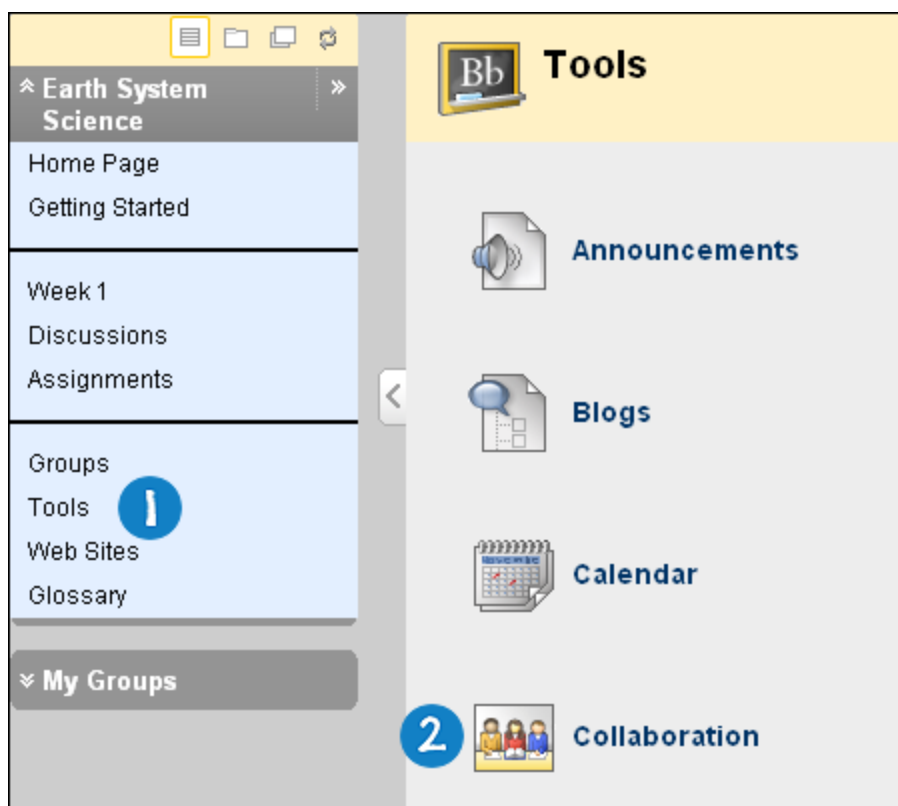 Earth System
Science
Home Page
Getting Started
Week 1
Discussions
Assignments
Groups
Tools
1
Web Sites
Glossary
My Groups
Bb
Tools
Announcements
Blogs
Calendar
2
Collaboration